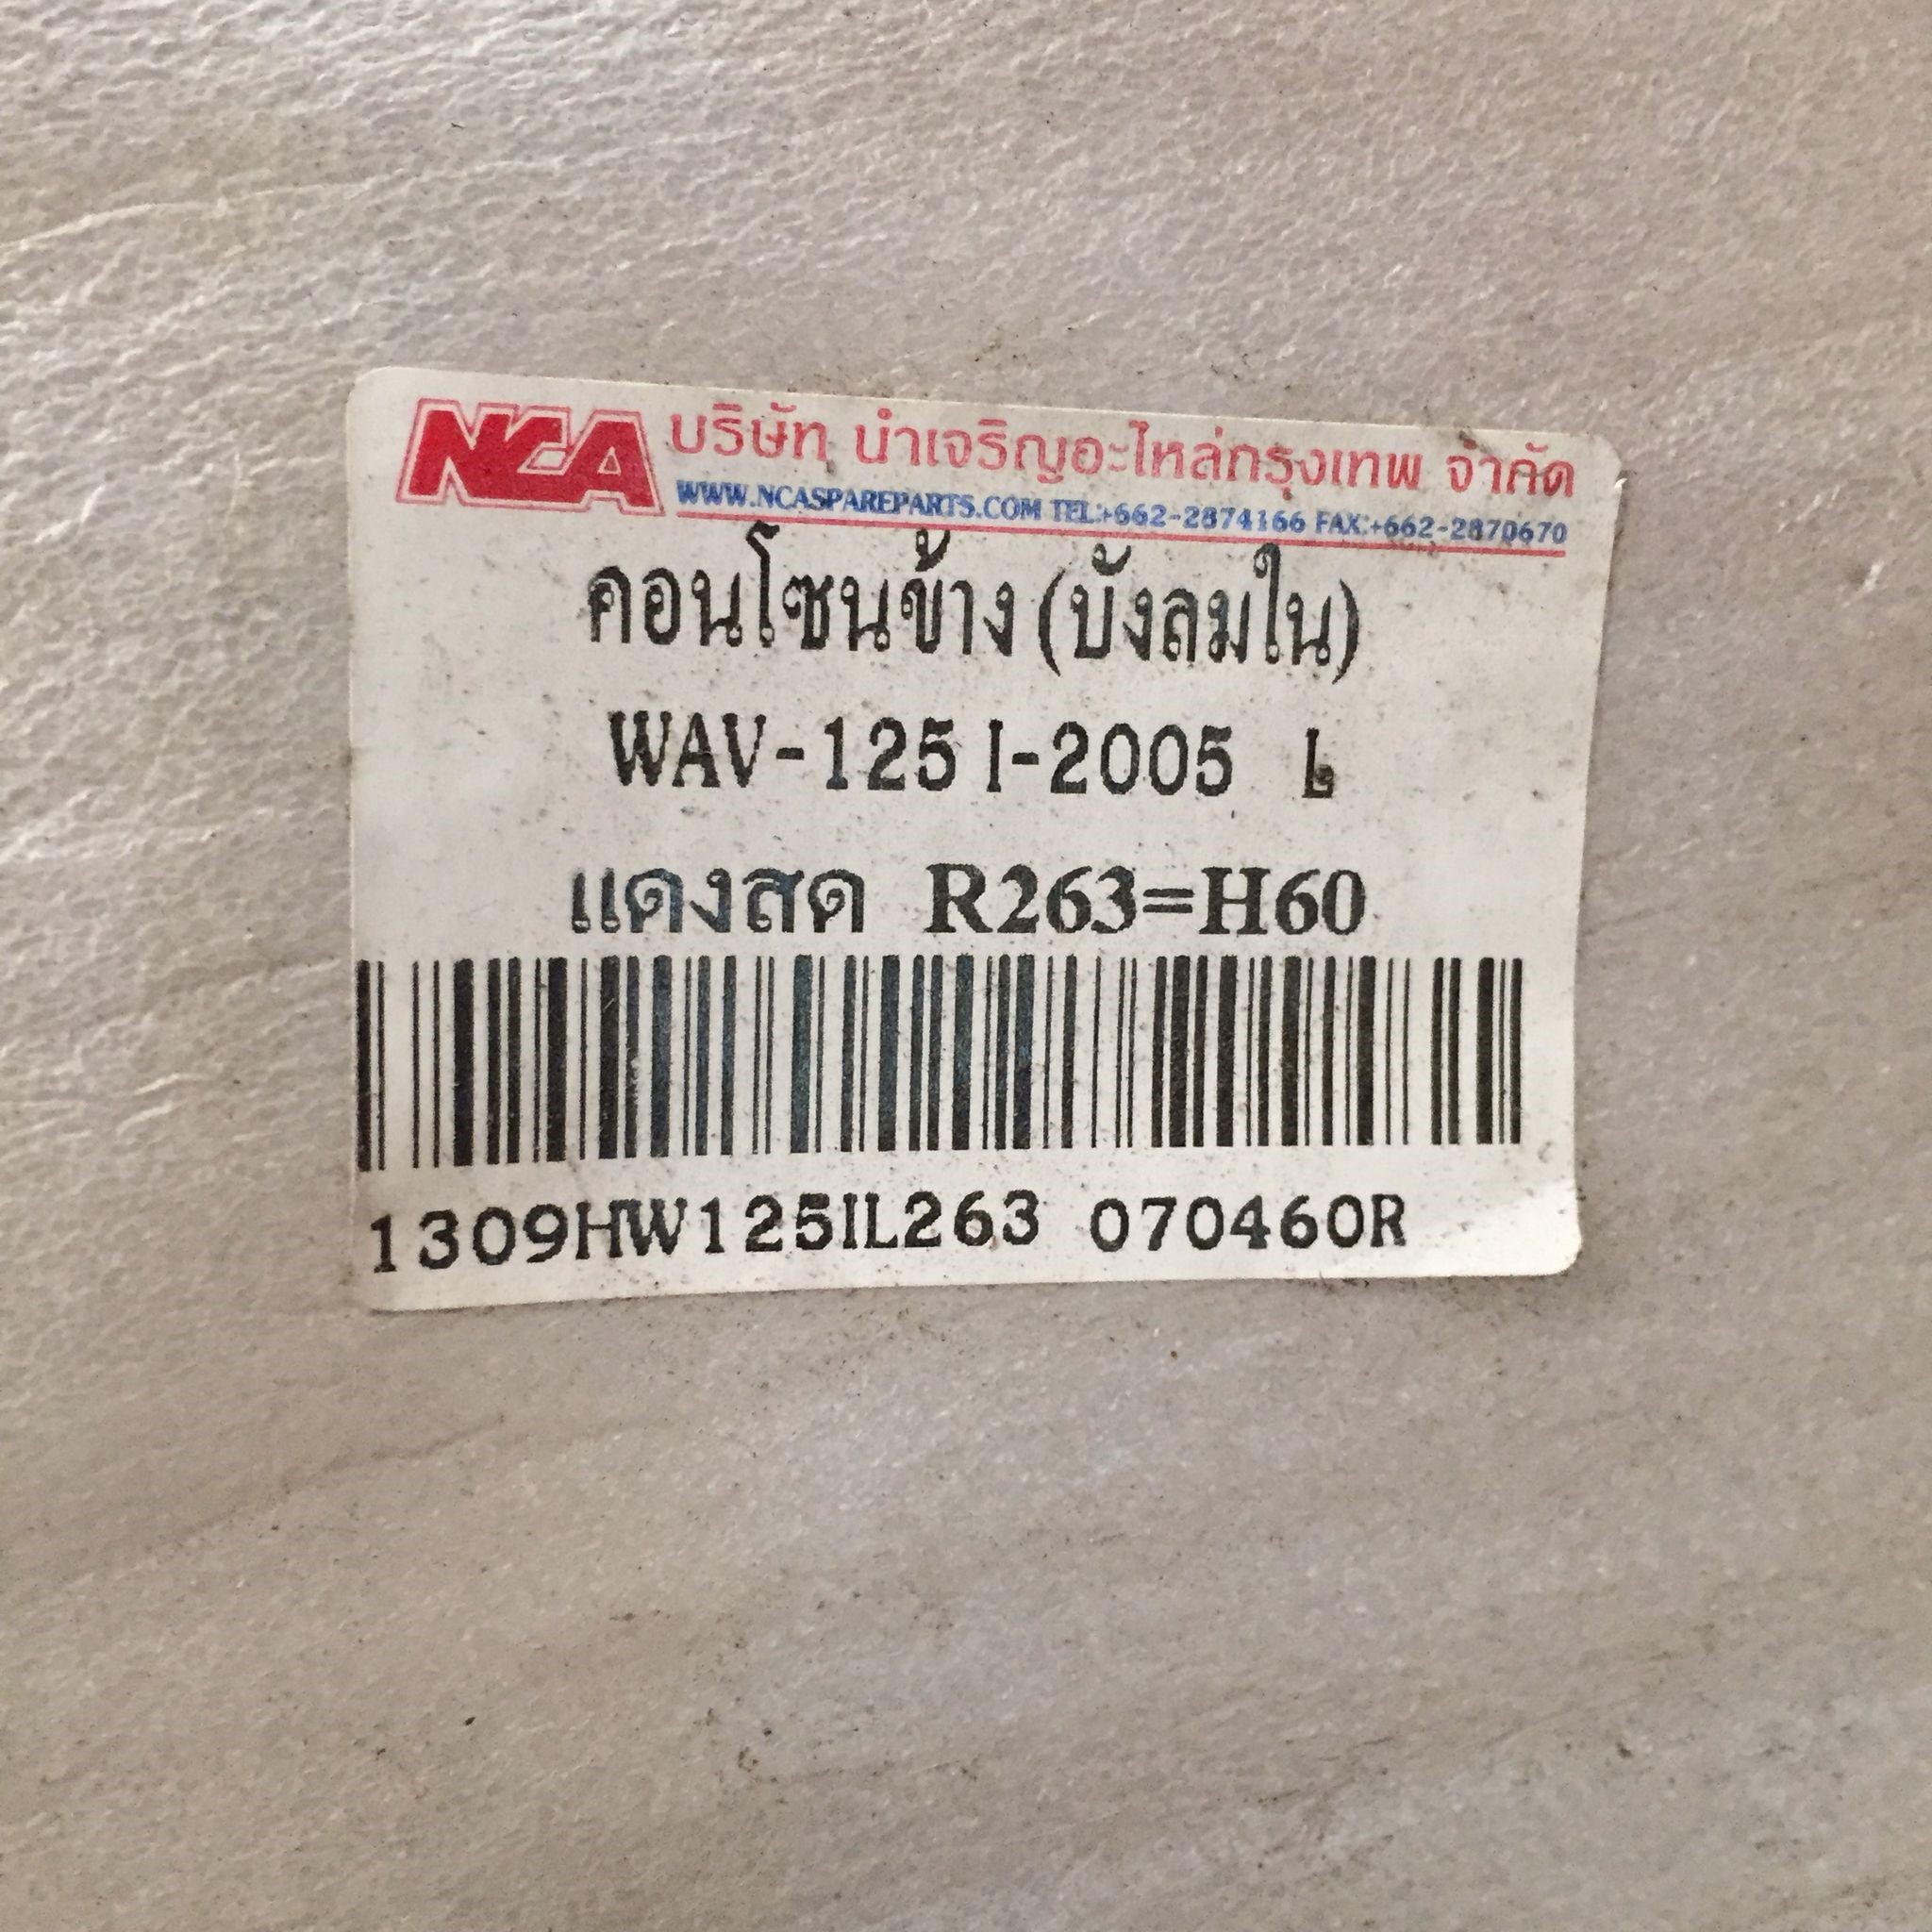 NCA บริษัท นำเจริญอะไหล่กรุงเทพ จำกัด
WWW.NCASPAREPARTS.COM TEL:+662-2874166 FAX:+662-2870670
คอนโซนข้าง (บังลมใน)
WAV-125 I-2005 L
แดงสด R263=H60
1309HW125IL263 070460R